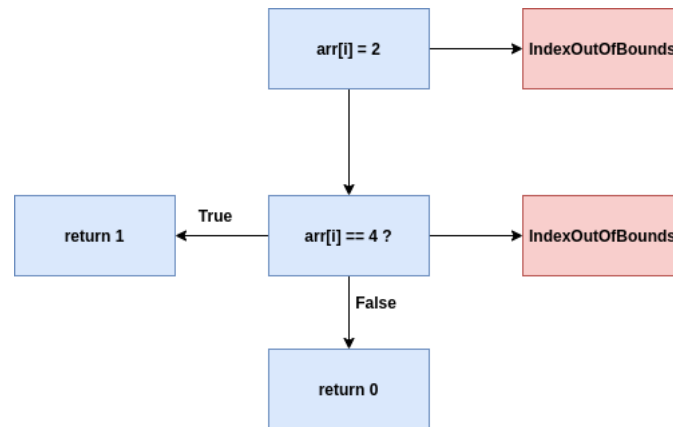 arr[i] = 2
IndexOutOfBounds
True
return 1
arr[i] == 4 ?
IndexOutOfBounds
False
return 0